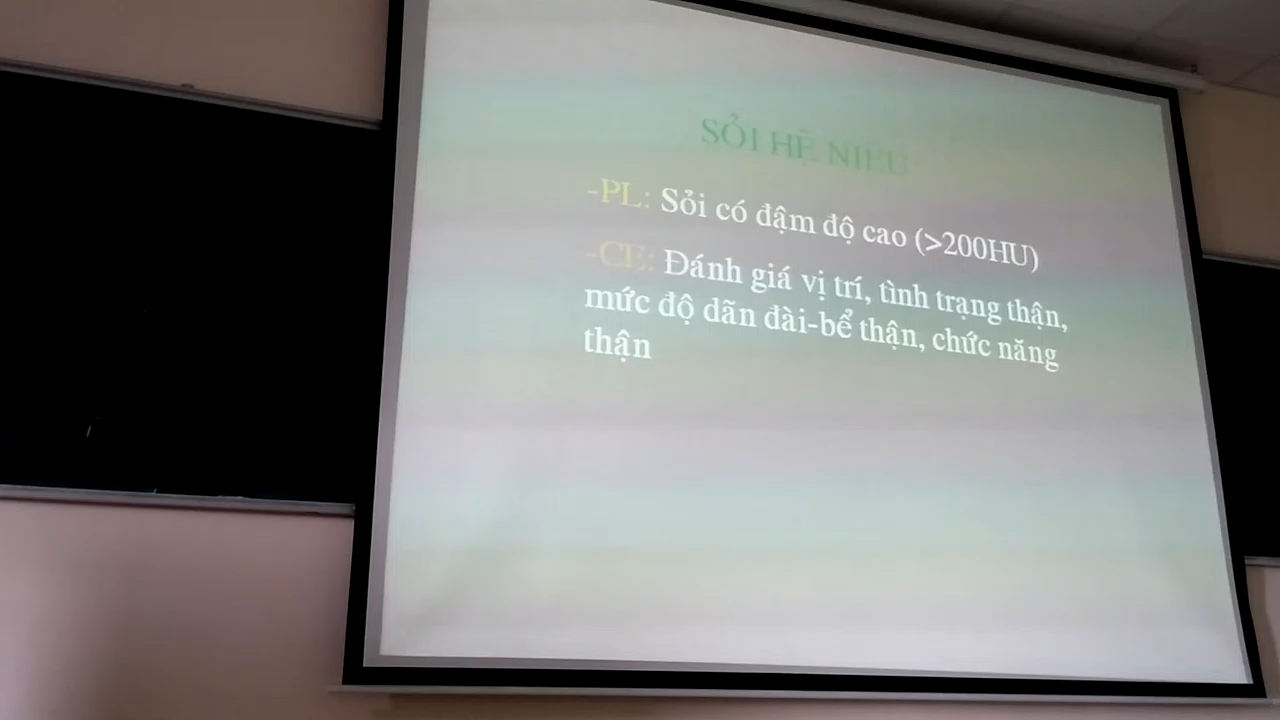 SỎI HỆ NIỆU
-PL: Sỏi có đậm độ cao (>200HU)
-CE: Đánh giá vị trí, tình trạng thận,
mức độ dãn đài-bể thận, chức năng
thận